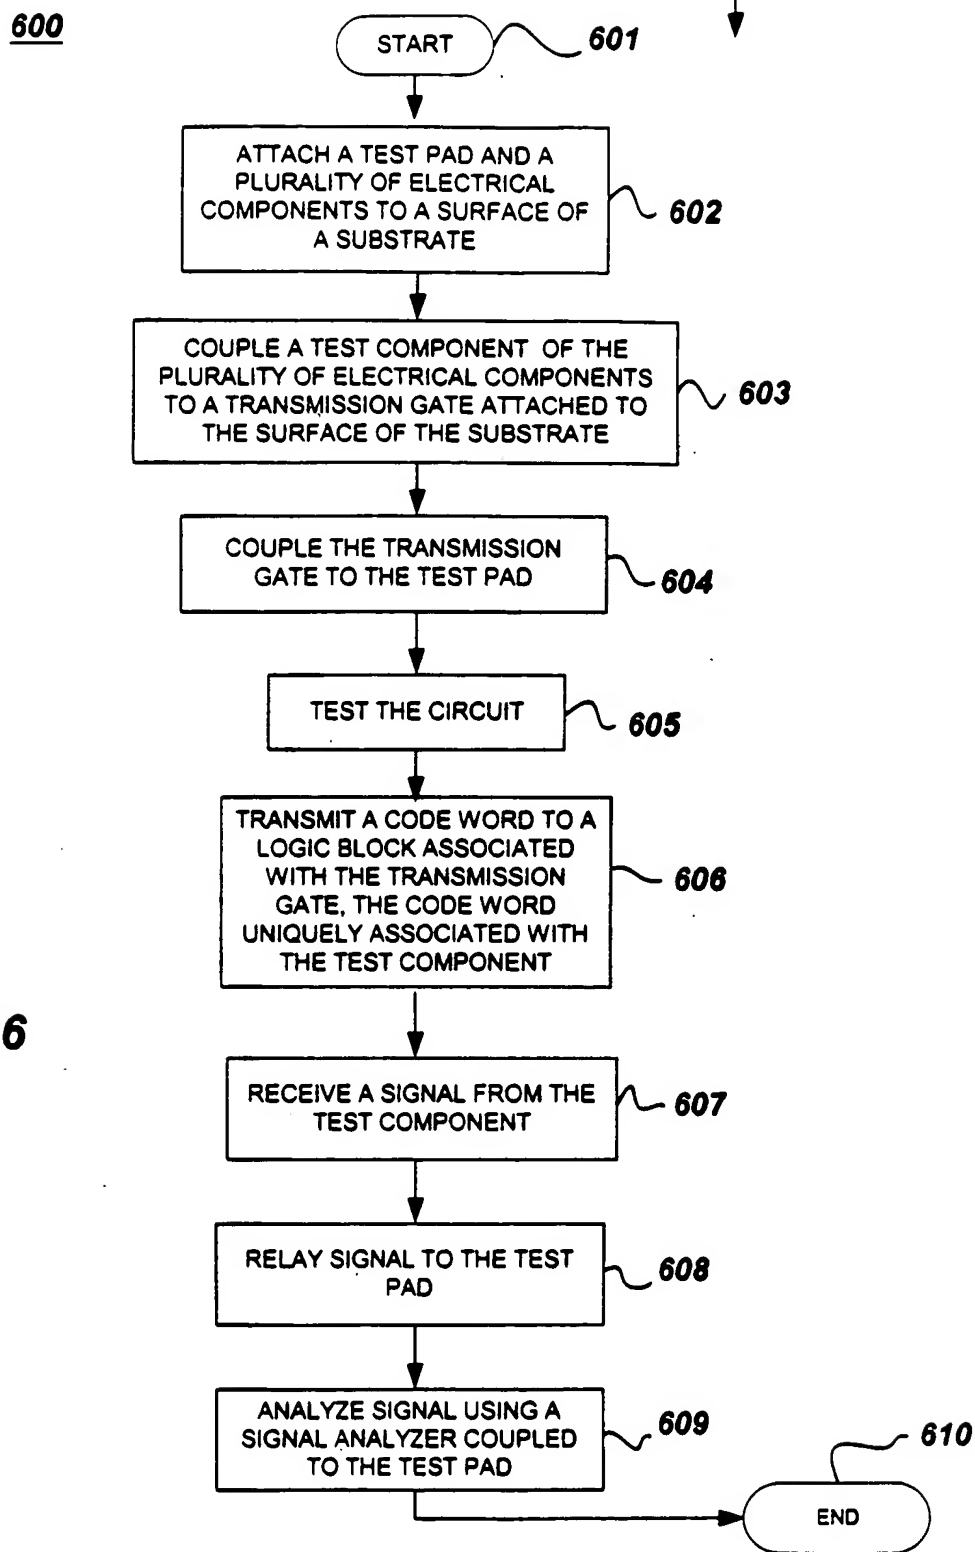 600
START
601
ATTACH A TEST PAD AND A
PLURALITY OF ELECTRICAL
COMPONENTS TO A SURFACE OF
A SUBSTRATE
602
COUPLE A TEST COMPONENT OF THE
PLURALITY OF ELECTRICAL COMPONENTS
TO A TRANSMISSION GATE ATTACHED TO
THE SURFACE OF THE SUBSTRATE
603
COUPLE THE TRANSMISSION
GATE TO THE TEST PAD
604
TEST THE CIRCUIT
605
TRANSMIT A CODE WORD TO A
LOGIC BLOCK ASSOCIATED
WITH THE TRANSMISSION
GATE, THE CODE WORD
UNIQUELY ASSOCIATED WITH
THE TEST COMPONENT
606
6
RECEIVE A SIGNAL FROM THE
TEST COMPONENT
607
RELAY SIGNAL TO THE TEST
PAD
608
ANALYZE SIGNAL USING A
SIGNAL ANALYZER COUPLED
TO THE TEST PAD
609
610
END